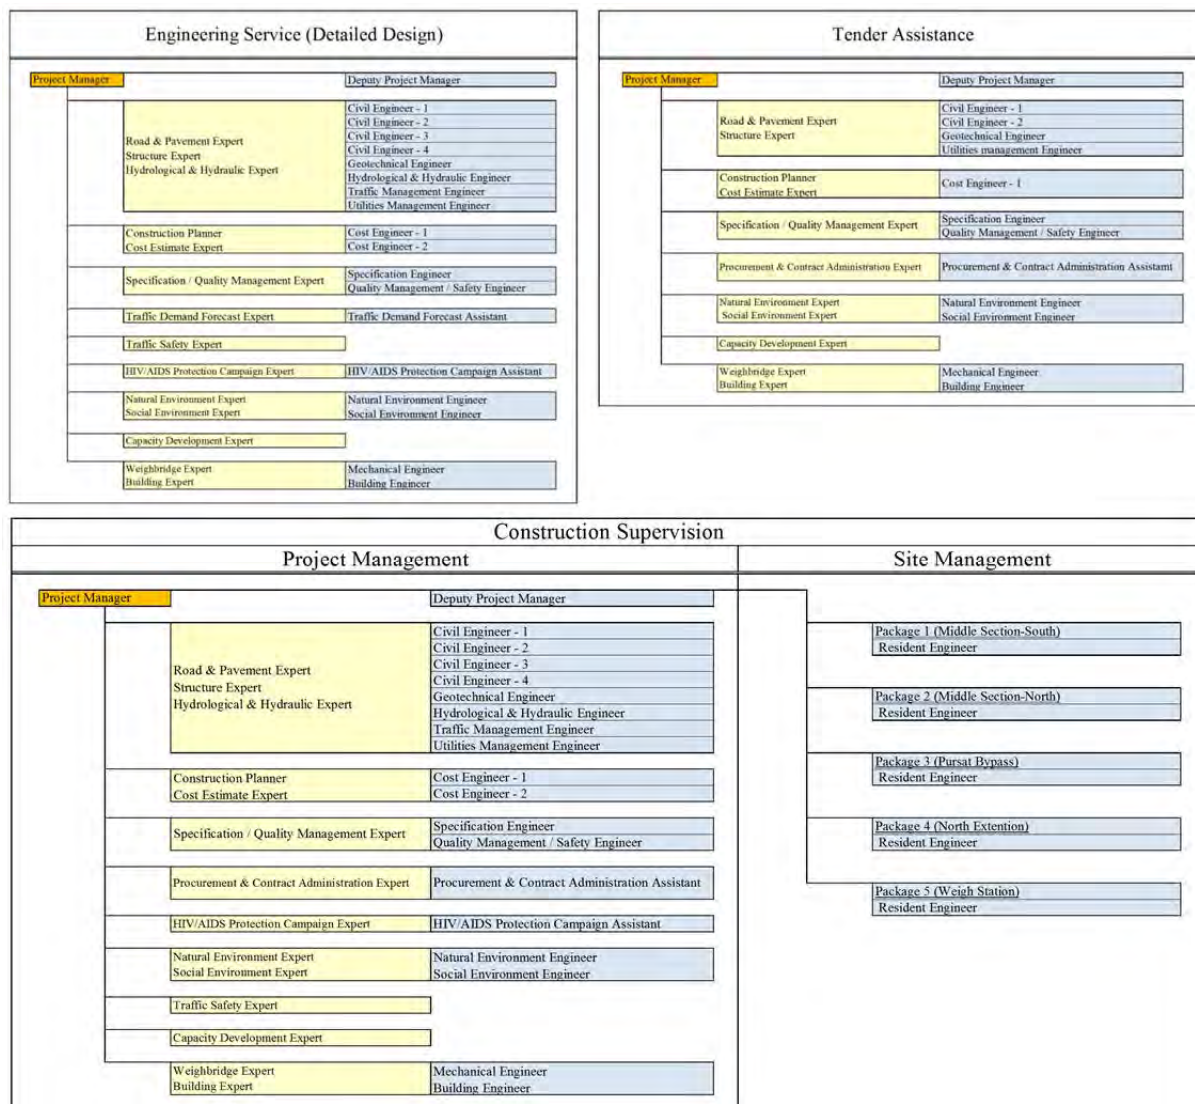 Engineering Service (Detailed Design)
Project Manager
Deputy Project Manager
Road & Pavement Expert
Structure Expert
Hydrological & Hydraulic Expert
Civil Engineer - 1
Civil Engineer - 2
Civil Engineer - 3
Civil Engineer - 4
Geotechnical Engineer
Hydrological & Hydraulic Engineer
Traffic Management Engineer
Utilities Management Engineer
Construction Planner
Cost Estimate Expert
Cost Engineer - 1
Cost Engineer - 2
Specification / Quality Management Expert
Specification Engineer
Quality Management / Safety Engineer
Traffic Demand Forecast Expert
Traffic Demand Forecast Assistant
Traffic Safety Expert
HIV/AIDS Protection Campaign Expert
HIV/AIDS Protection Campaign Assistant
Natural Environment Expert
Social Environment Expert
Natural Environment Engineer
Social Environment Engineer
Capacity Development Expert
Weighbridge Expert
Building Expert
Mechanical Engineer
Building Engineer
Tender Assistance
Project Manager
Deputy Project Manager
Road & Pavement Expert
Structure Expert
Civil Engineer - 1
Civil Engineer - 2
Geotechnical Engineer
Utilities management Engineer
Construction Planner
Cost Estimate Expert
Cost Engineer - 1
Specification / Quality Management Expert
Specification Engineer
Quality Management / Safety Engineer
Procurement & Contract Administration Expert
Procurement & Contract Administration Assistamt
Natural Environment Expert
Social Environment Expert
Natural Environment Engineer
Social Environment Engineer
Capacity Development Expert
Weighbridge Expert
Building Expert
Mechanical Engineer
Building Engineer
Construction Supervision
Project Management
Project Manager
Deputy Project Manager
Road & Pavement Expert
Structure Expert
Hydrological & Hydraulic Expert
Civil Engineer - 1
Civil Engineer - 2
Civil Engineer - 3
Civil Engineer - 4
Geotechnical Engineer
Hydrological & Hydraulic Engineer
Traffic Management Engineer
Utilities Management Engineer
Construction Planner
Cost Estimate Expert
Cost Engineer - 1
Cost Engineer - 2
Specification / Quality Management Expert
Specification Engineer
Quality Management / Safety Engineer
Procurement & Contract Administration Expert
Procurement & Contract Administration Assistant
HIV/AIDS Protection Campaign Expert
HIV/AIDS Protection Campaign Assistant
Natural Environment Expert
Social Environment Expert
Natural Environment Engineer
Social Environment Engineer
Traffic Safety Expert
Capacity Development Expert
Weighbridge Expert
Building Expert
Mechanical Engineer
Building Engineer
Site Management
Package 1 (Middle Section-South)
Resident Engineer
Package 2 (Middle Section-North)
Resident Engineer
Package 3 (Pursat Bypass)
Resident Engineer
Package 4 (North Extention)
Resident Engineer
Package 5 (Weigh Station)
Resident Engineer